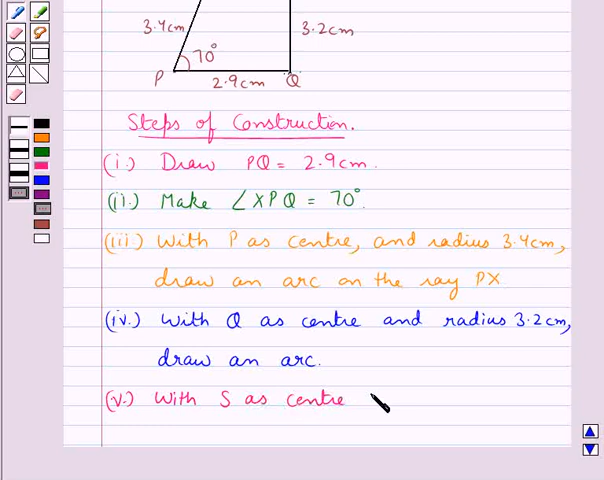 3.4cm
3.2cm
70°
P
Q
2.9cm
Steps of Construction.
(i.) Draw PQ = 2.9cm.
(ii.) Make ∠XPQ = 70°.
(iii.) With P as centre, and radius 3.4cm,
draw an arc on the ray PX
(iv.) With Q as centre and radius 3.2cm,
draw an arc.
(v.) With S as centre